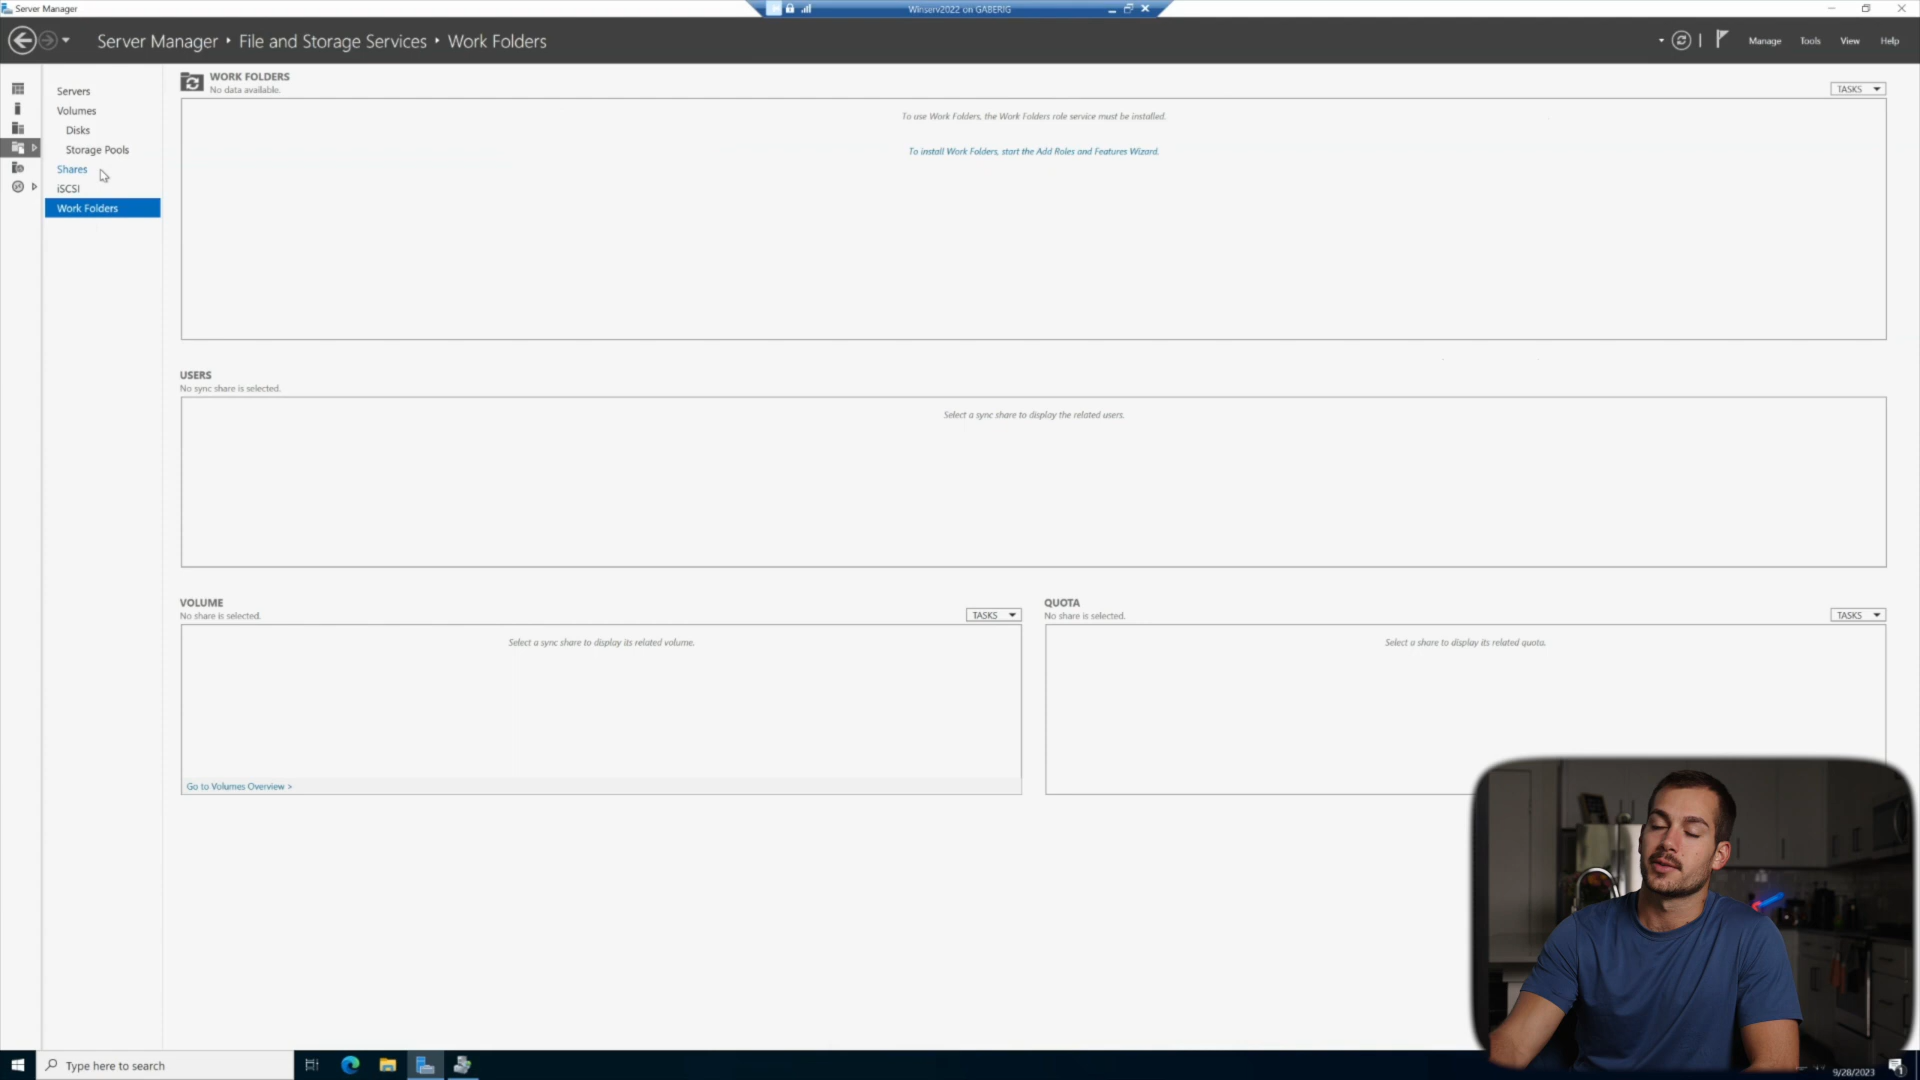 Server Manager
Winserv2022 on GABERIG
Server Manager • File and Storage Services • Work Folders
Manage
Tools
View
Help
Servers
Volumes
Disks
Storage Pools
Shares
iSCSI
Work Folders
WORK FOLDERS
No data available.
TASKS
To use Work Folders, the Work Folders role service must be installed.
To install Work Folders, start the Add Roles and Features Wizard.
USERS
No sync share is selected.
Select a sync share to display the related users.
VOLUME
No share is selected.
TASKS
Select a sync share to display its related volume.
Go to Volumes Overview >
QUOTA
No share is selected.
TASKS
Select a share to display its related quota.
Type here to search
9/28/2023
1